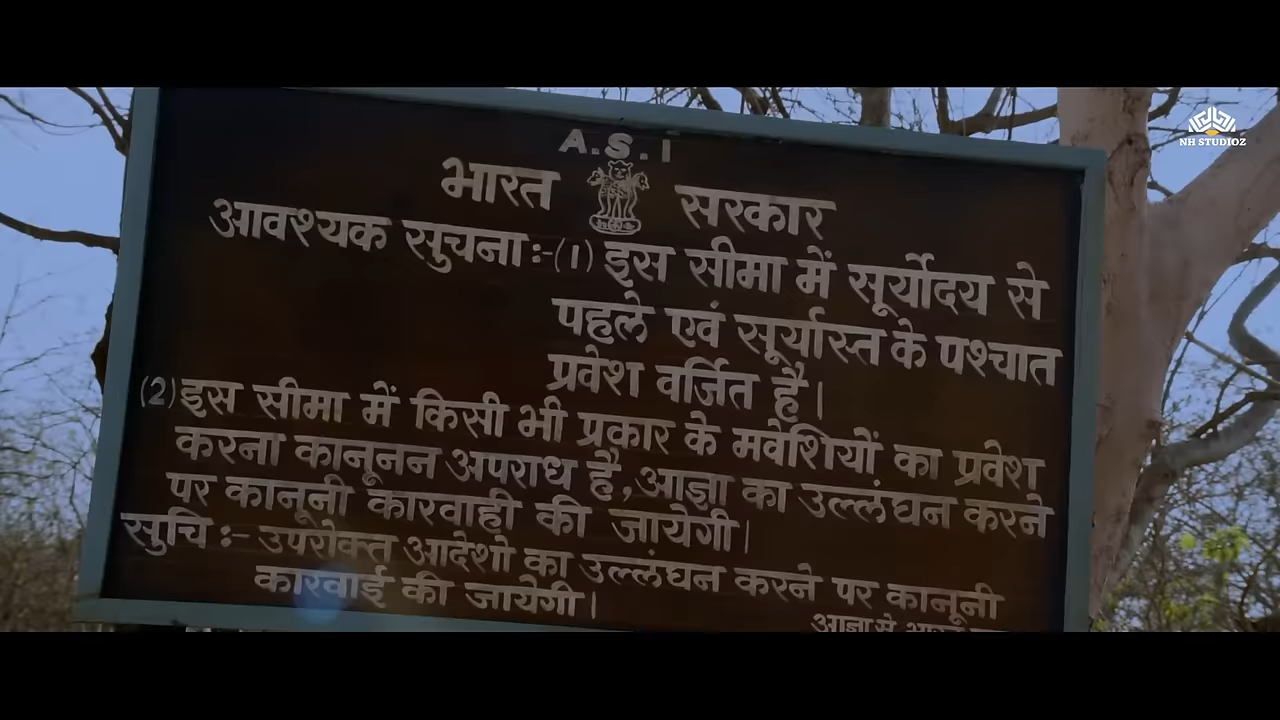 A.S.I
भारत सरकार
आवश्यक सुचना :-(1) इस सीमा में सूर्योदय से
पहले एवं सूर्यास्त के पश्चात
प्रवेश वर्जित है।
(2) इस सीमा में किसी भी प्रकार के मवेशियों का प्रवेश
करना कानूनन अपराध है, आज्ञा का उल्लंघन करने
पर कानूनी कारवाही की जायेगी।
सुचि :- उपरोक्त आदेशो का उल्लंघन करने पर कानूनी
कारवाई की जायेगी।
आज्ञा से
NH STUDIOZ